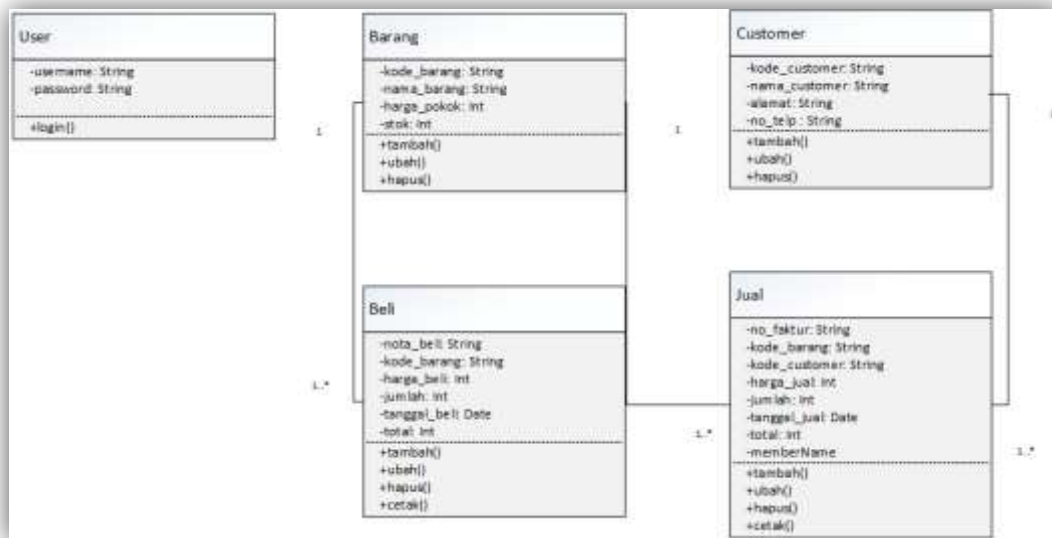 User
-username: String
-password: String
+login()
Barang
-kode_barang: String
-nama_barang: String
-harga_pokok: Int
-stok: Int
+tambah()
+ubah()
+hapus()
Customer
-kode_customer: String
-nama_customer: String
-alamat: String
-no_telp : String
+tambah()
+ubah()
+hapus()
1
1
Beli
-nota_beli: String
-kode_barang: String
-harga_beli: Int
-jumlah: Int
-tanggal_beli: Date
-total: Int
+tambah()
+ubah()
+hapus()
+cetak()
Jual
-no_faktur: String
-kode_barang: String
-kode_customer: String
-harga_jual: Int
-jumlah: Int
-tanggal_jual: Date
-total: Int
-memberName
+tambah()
+ubah()
+hapus()
+cetak()
1..*
1..*
1..*